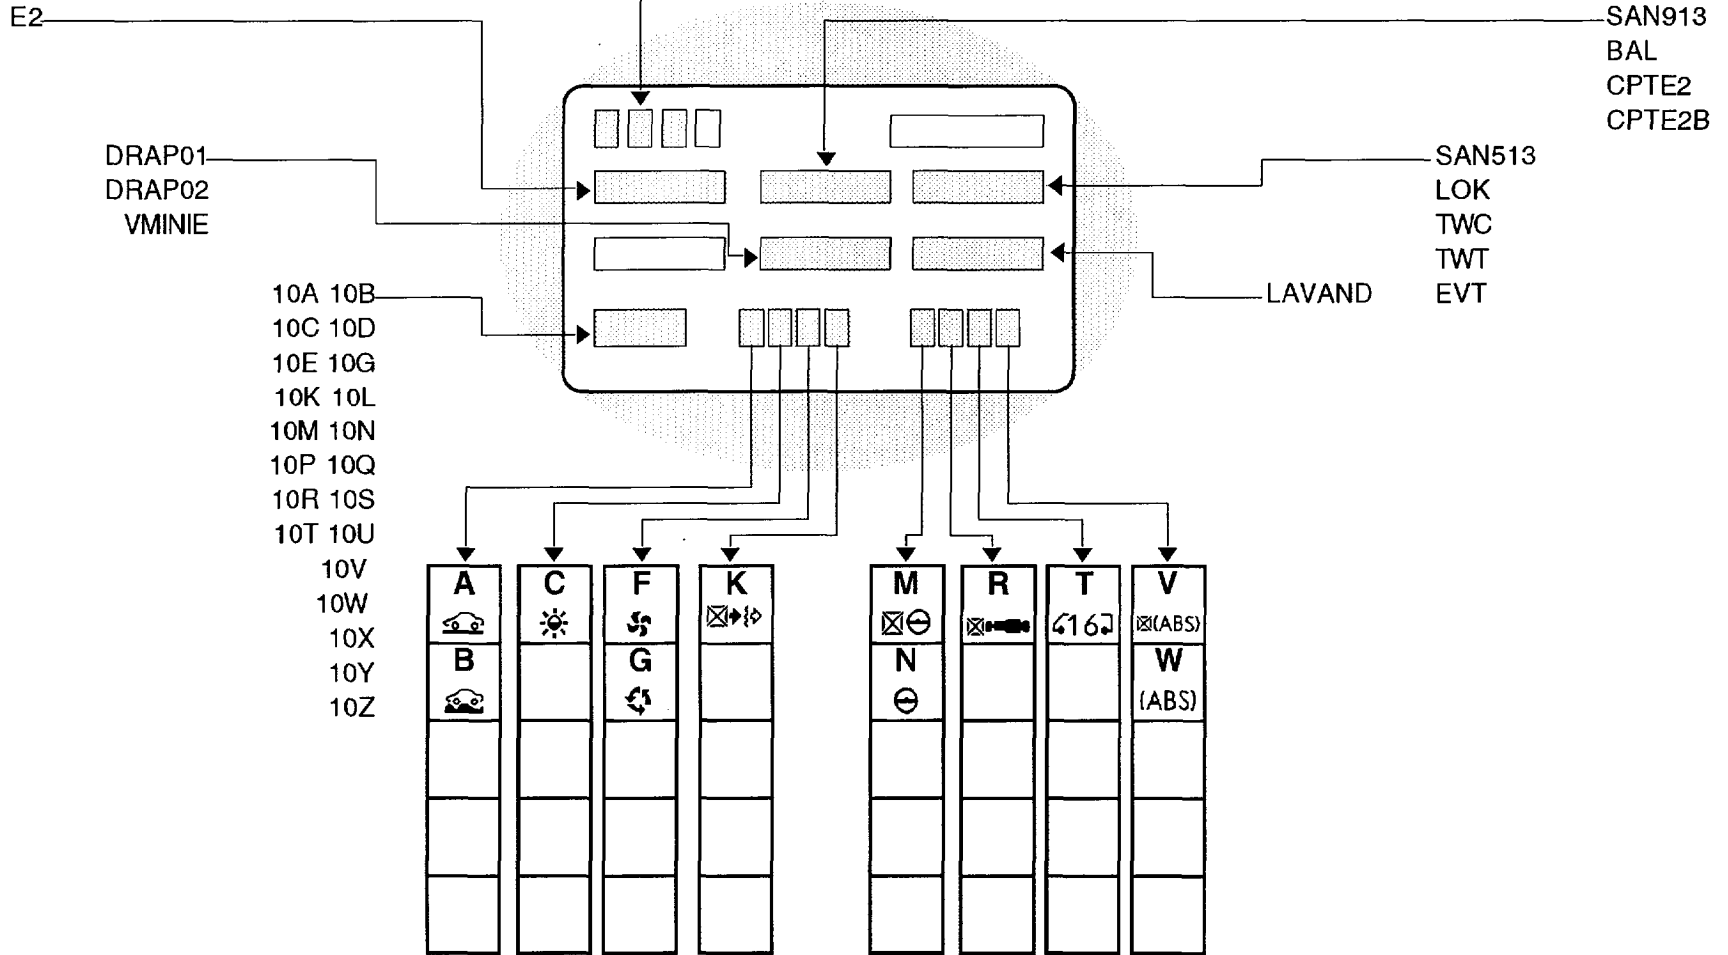 E2
SAN913
BAL
CPTE2
CPTE2B
DRAP01
DRAP02
VMINIE
SAN513
LOK
TWC
TWT
EVT
LAVAND
10A 10B
10C 10D
10E 10G
10K 10L
10M 10N
10P 10Q
10R 10S
10T 10U
10V
10W
10X
10Y
10Z
A
B
C
F
G
K
M
N
R
T
16
V
(ABS)
W
(ABS)